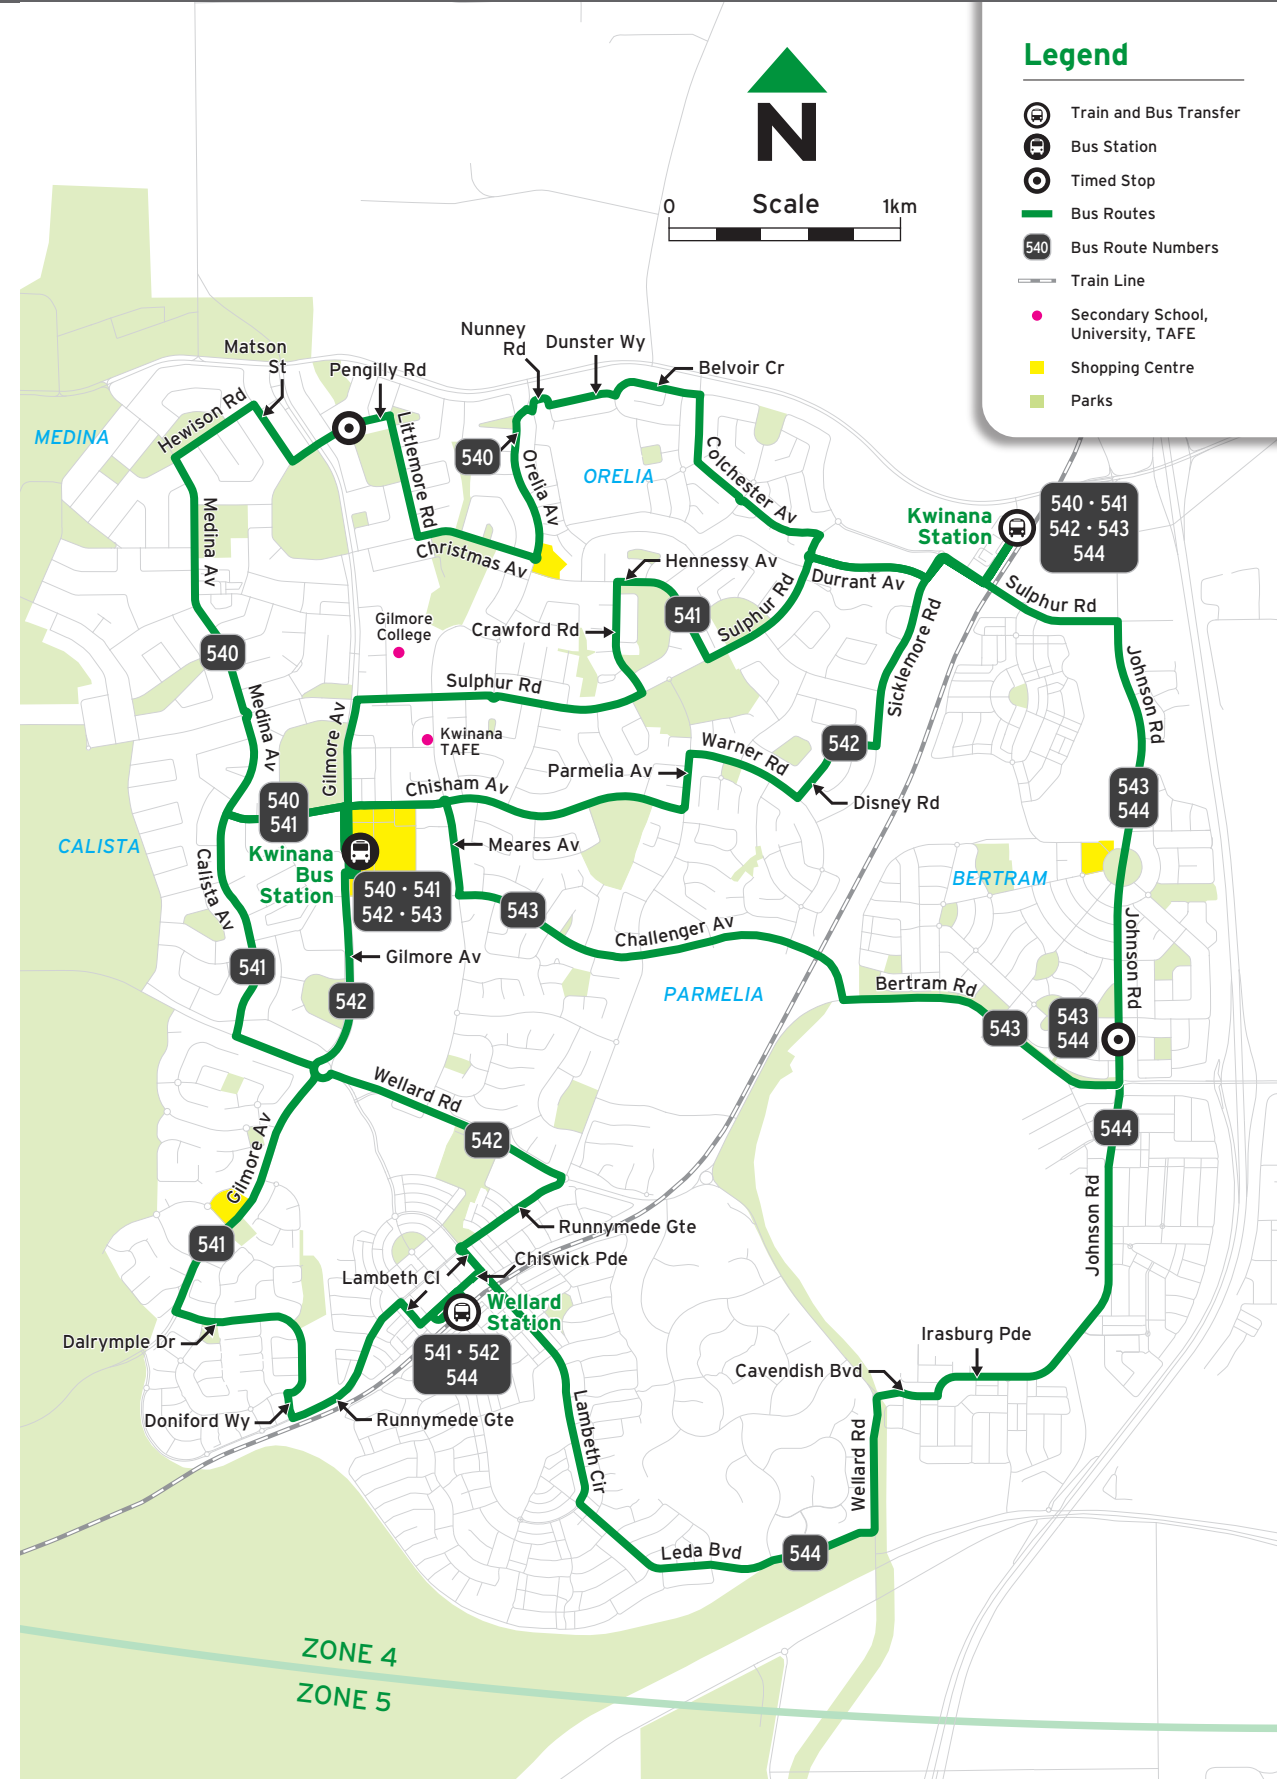 Legend
Train and Bus Transfer
Bus Station
Timed Stop
Bus Routes
540
Bus Route Numbers
Train Line
Secondary School,
University, TAFE
Shopping Centre
Parks
N
Scale
0
1km
Nunney
Rd
Dunster Wy
Belvoir Cr
Matson
St
Pengilly Rd
Hewison Rd
MEDINA
Littlemore Rd
540
Orelia Av
ORELIA
Colchester Av
Kwinana
Station
540 • 541
542 • 543
544
Medina Av
Christmas Av
Hennessy Av
Durrant Av
Sulphur Rd
Sulphur Rd
541
Gilmore
College
Crawford Rd
Sicklemore Rd
540
Johnson Rd
Sulphur Rd
Medina Av
Gilmore Av
Kwinana
TAFE
Warner Rd
542
Parmelia Av
Chisham Av
Disney Rd
543
544
540
541
CALISTA
Kwinana
Bus
Station
Meares Av
540 • 541
542 • 543
BERTRAM
Calista Av
543
Challenger Av
Johnson Rd
541
Gilmore Av
542
PARMELIA
Bertram Rd
543
543
544
Wellard Rd
544
Gilmore Av
542
Johnson Rd
Runnymede Gte
541
Chiswick Pde
Lambeth Cl
Wellard
Station
Dalrymple Dr
541 • 542
544
Irasburg Pde
Cavendish Bvd
Doniford Wy
Runnymede Gte
Lambeth Cir
Wellard Rd
Leda Bvd
544
ZONE 4
ZONE 5